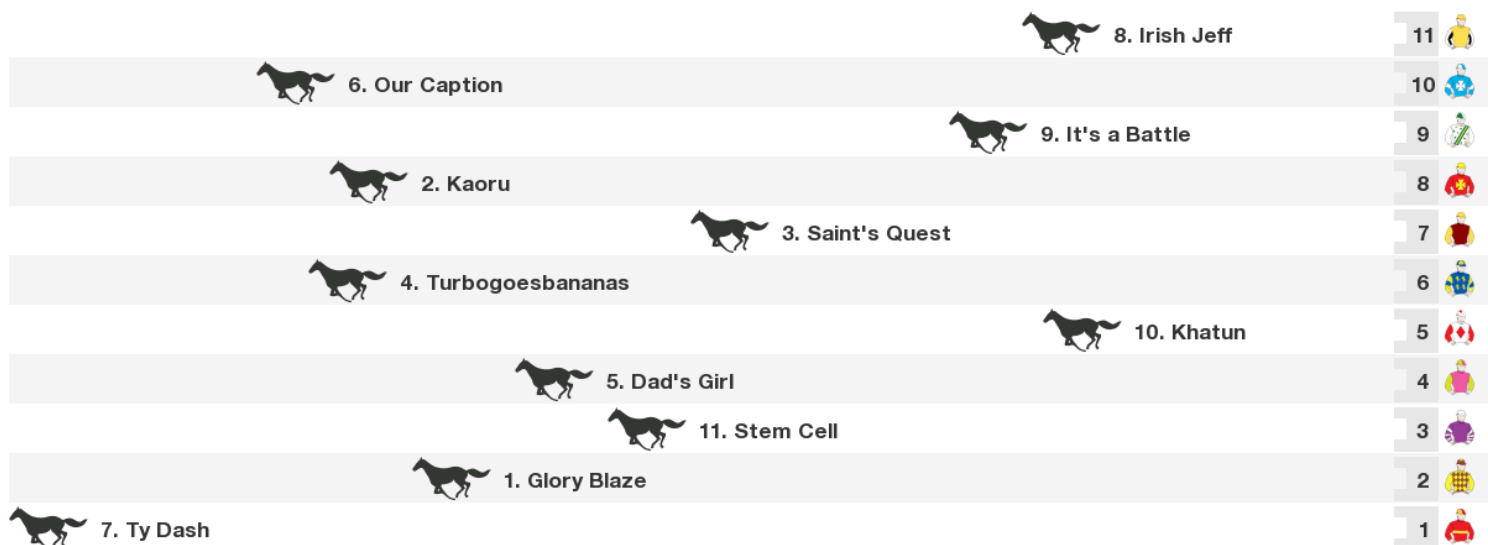 8. Irish Jeff 11
6. Our Caption 10
9. It's a Battle 9
2. Kaoru 8
3. Saint's Quest 7
4. Turbogoesbananas 6
10. Khatun 5
5. Dad's Girl 4
11. Stem Cell 3
1. Glory Blaze 2
7. Ty Dash 1